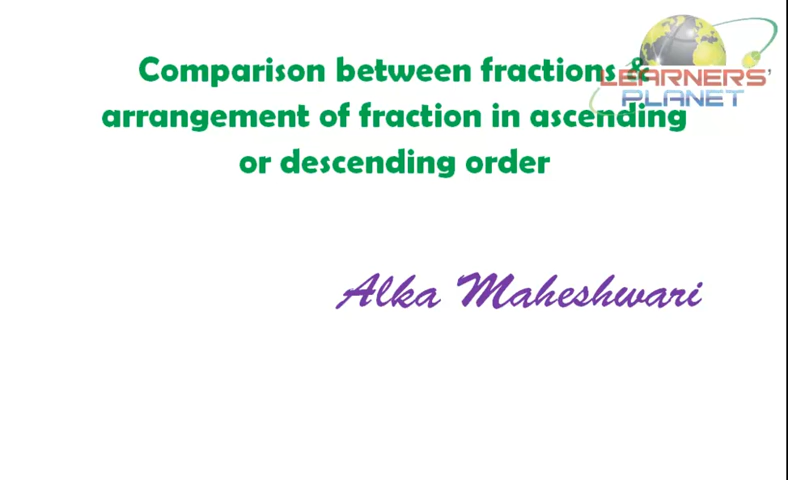 Comparison between fractions &
LEARNERS'
PLANET
arrangement of fraction in ascending
or descending order
Alka Maheshwari